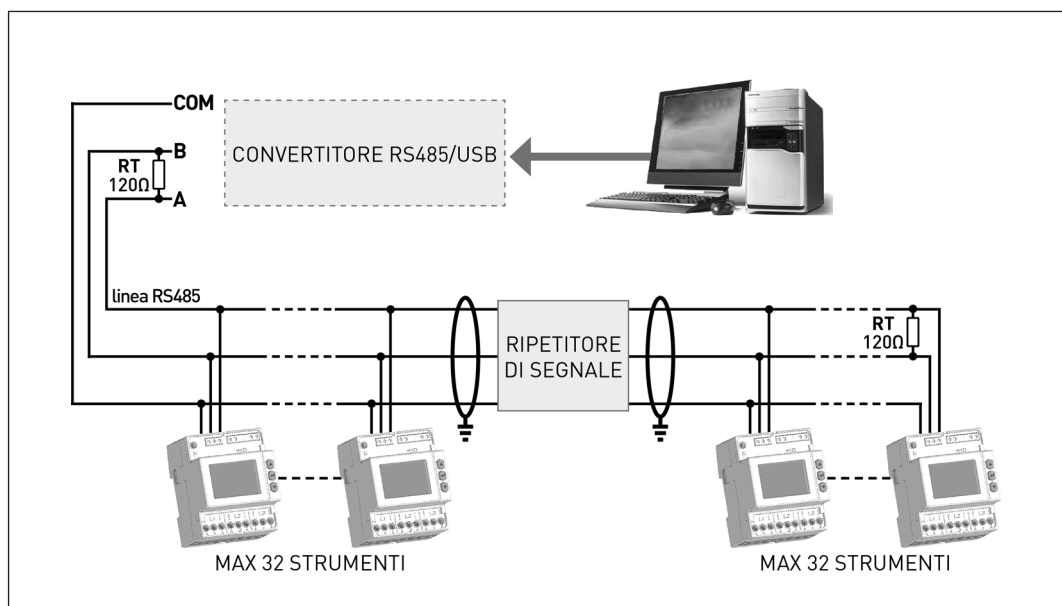 COM
B
RT
120Ω
A
CONVERTITORE RS485/USB
linea RS485
RIPETITORE
DI SEGNALE
RT
120Ω
MAX 32 STRUMENTI
MAX 32 STRUMENTI